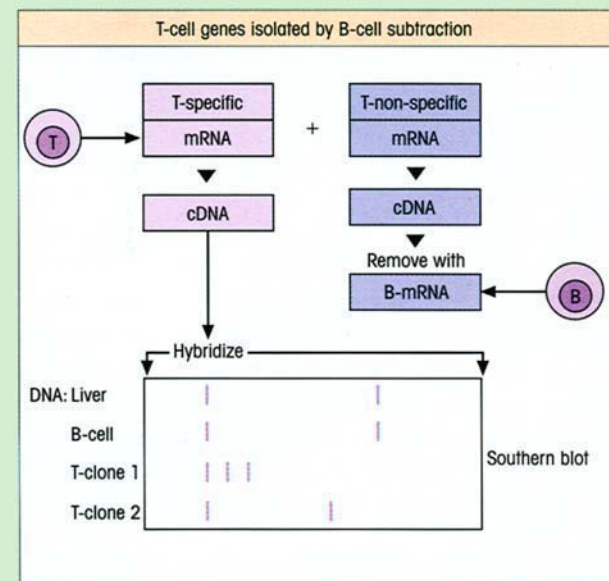 T-cell genes isolated by B-cell subtraction
T-specific
T-non-specific
T
mRNA
+
mRNA
cDNA
cDNA
Remove with
B-mRNA
B
Hybridize
DNA: Liver
B-cell
T-clone 1
Southern blot
T-clone 2